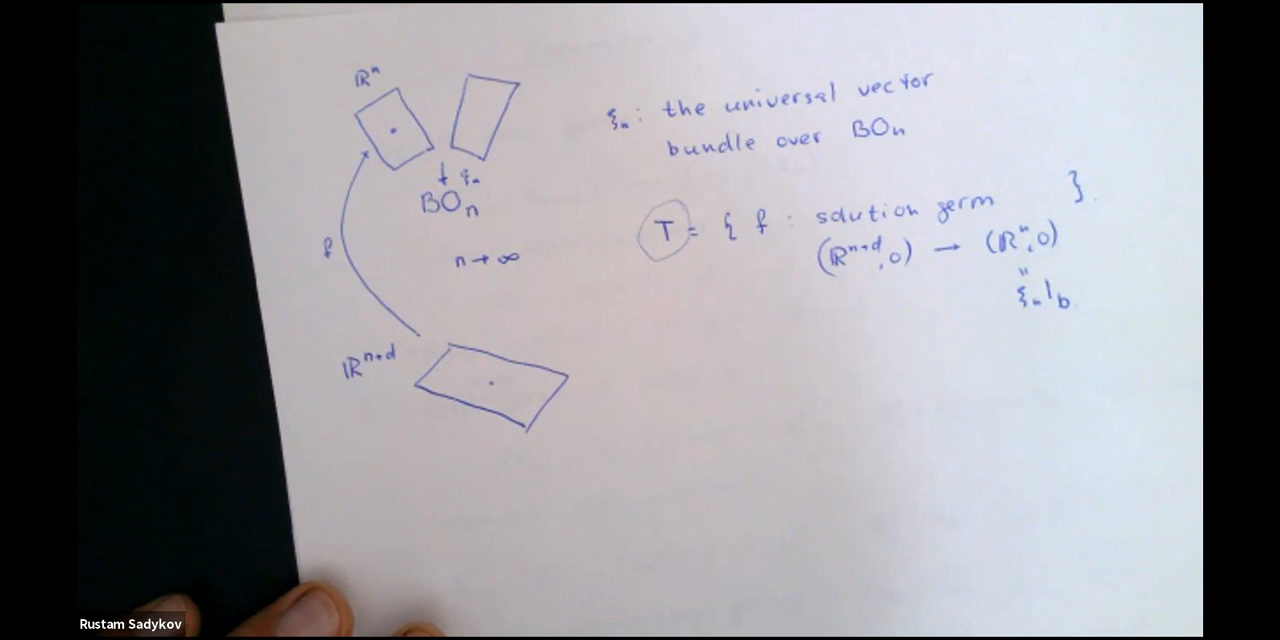 ℝⁿ
ξₙ : the universal vector
bundle over BOₙ
↓ ξₙ
BOₙ
T = { f : solution germ }.
(ℝⁿ⁺ᵈ, 0) → (ℝⁿ, 0)
f
n → ∞
"
ξₙ|b.
ℝⁿ⁺ᵈ
Rustam Sadykov